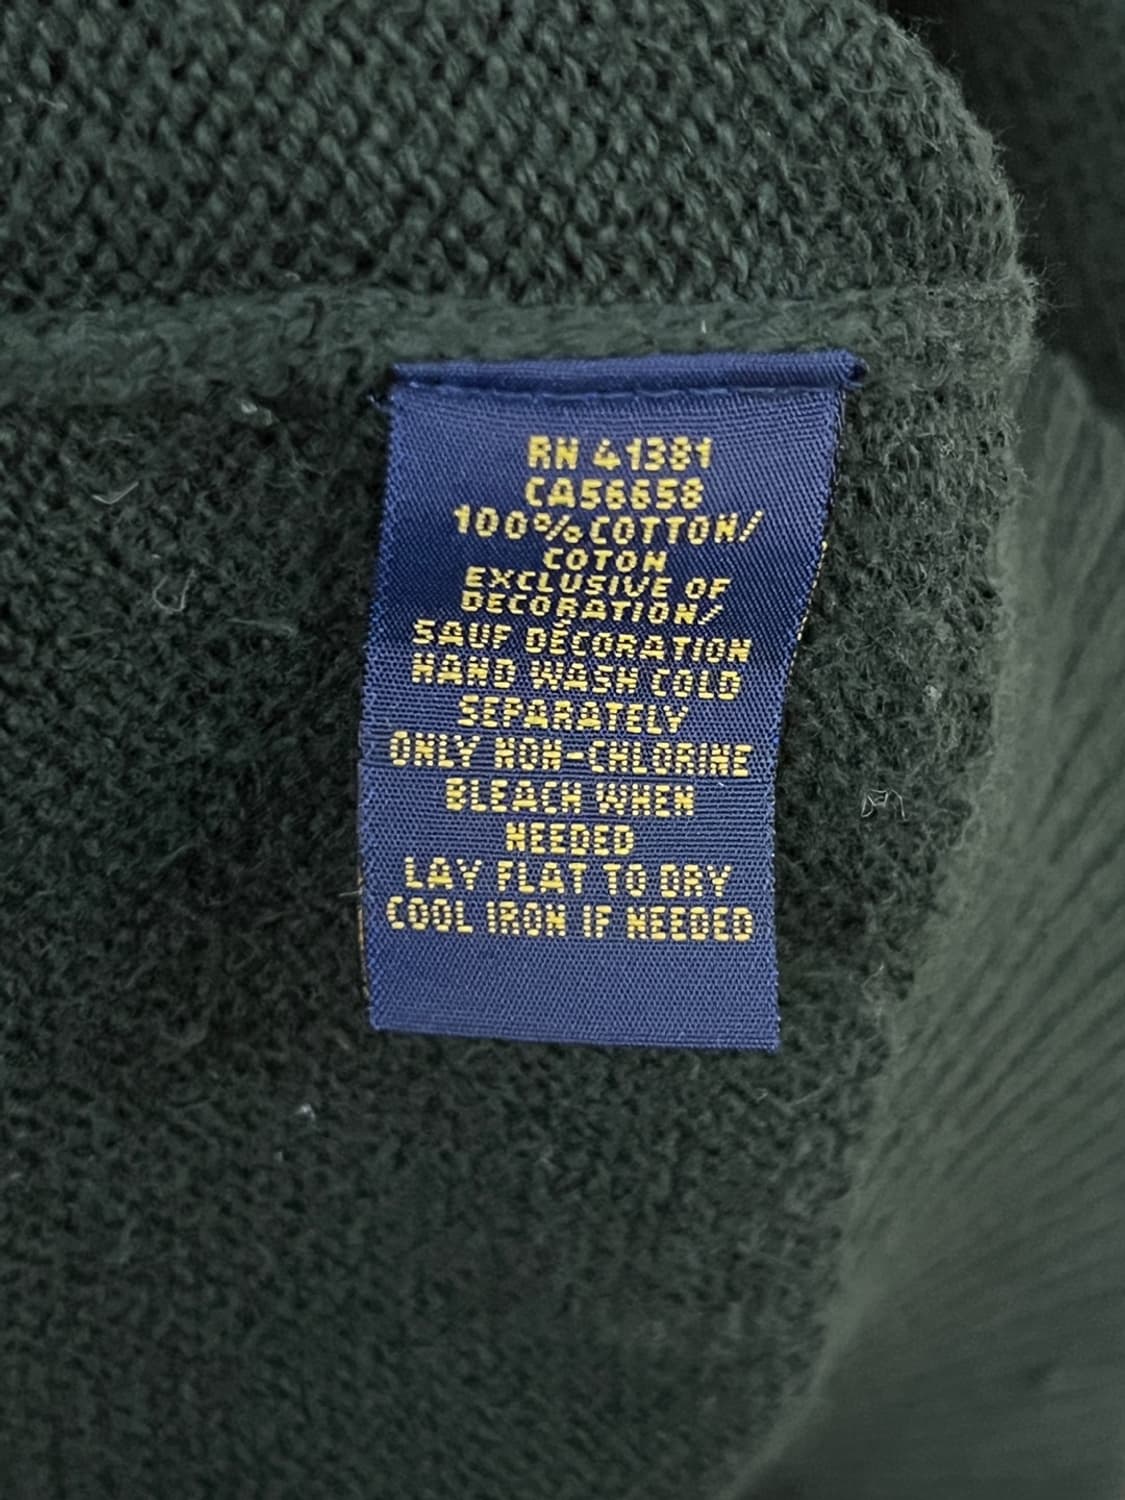 RN 41381
CA56658
100%COTTON/
COTON
EXCLUSIVE OF
DECORATION/
SAUF DÉCORATION
HAND WASH COLD
SEPARATELY
ONLY NON-CHLORINE
BLEACH WHEN
NEEDED
LAY FLAT TO DRY
COOL IRON IF NEEDED